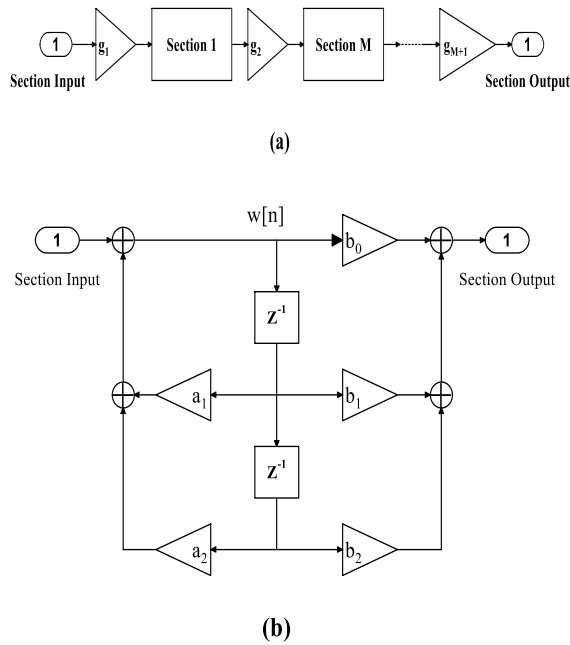 1 g1 Section 1 g2 Section M gM+1 1
Section Input Section Output
(a)
w[n]
1 b0 1
Section Input Section Output
Z-1
a1 b1
Z-1
a2 b2
(b)